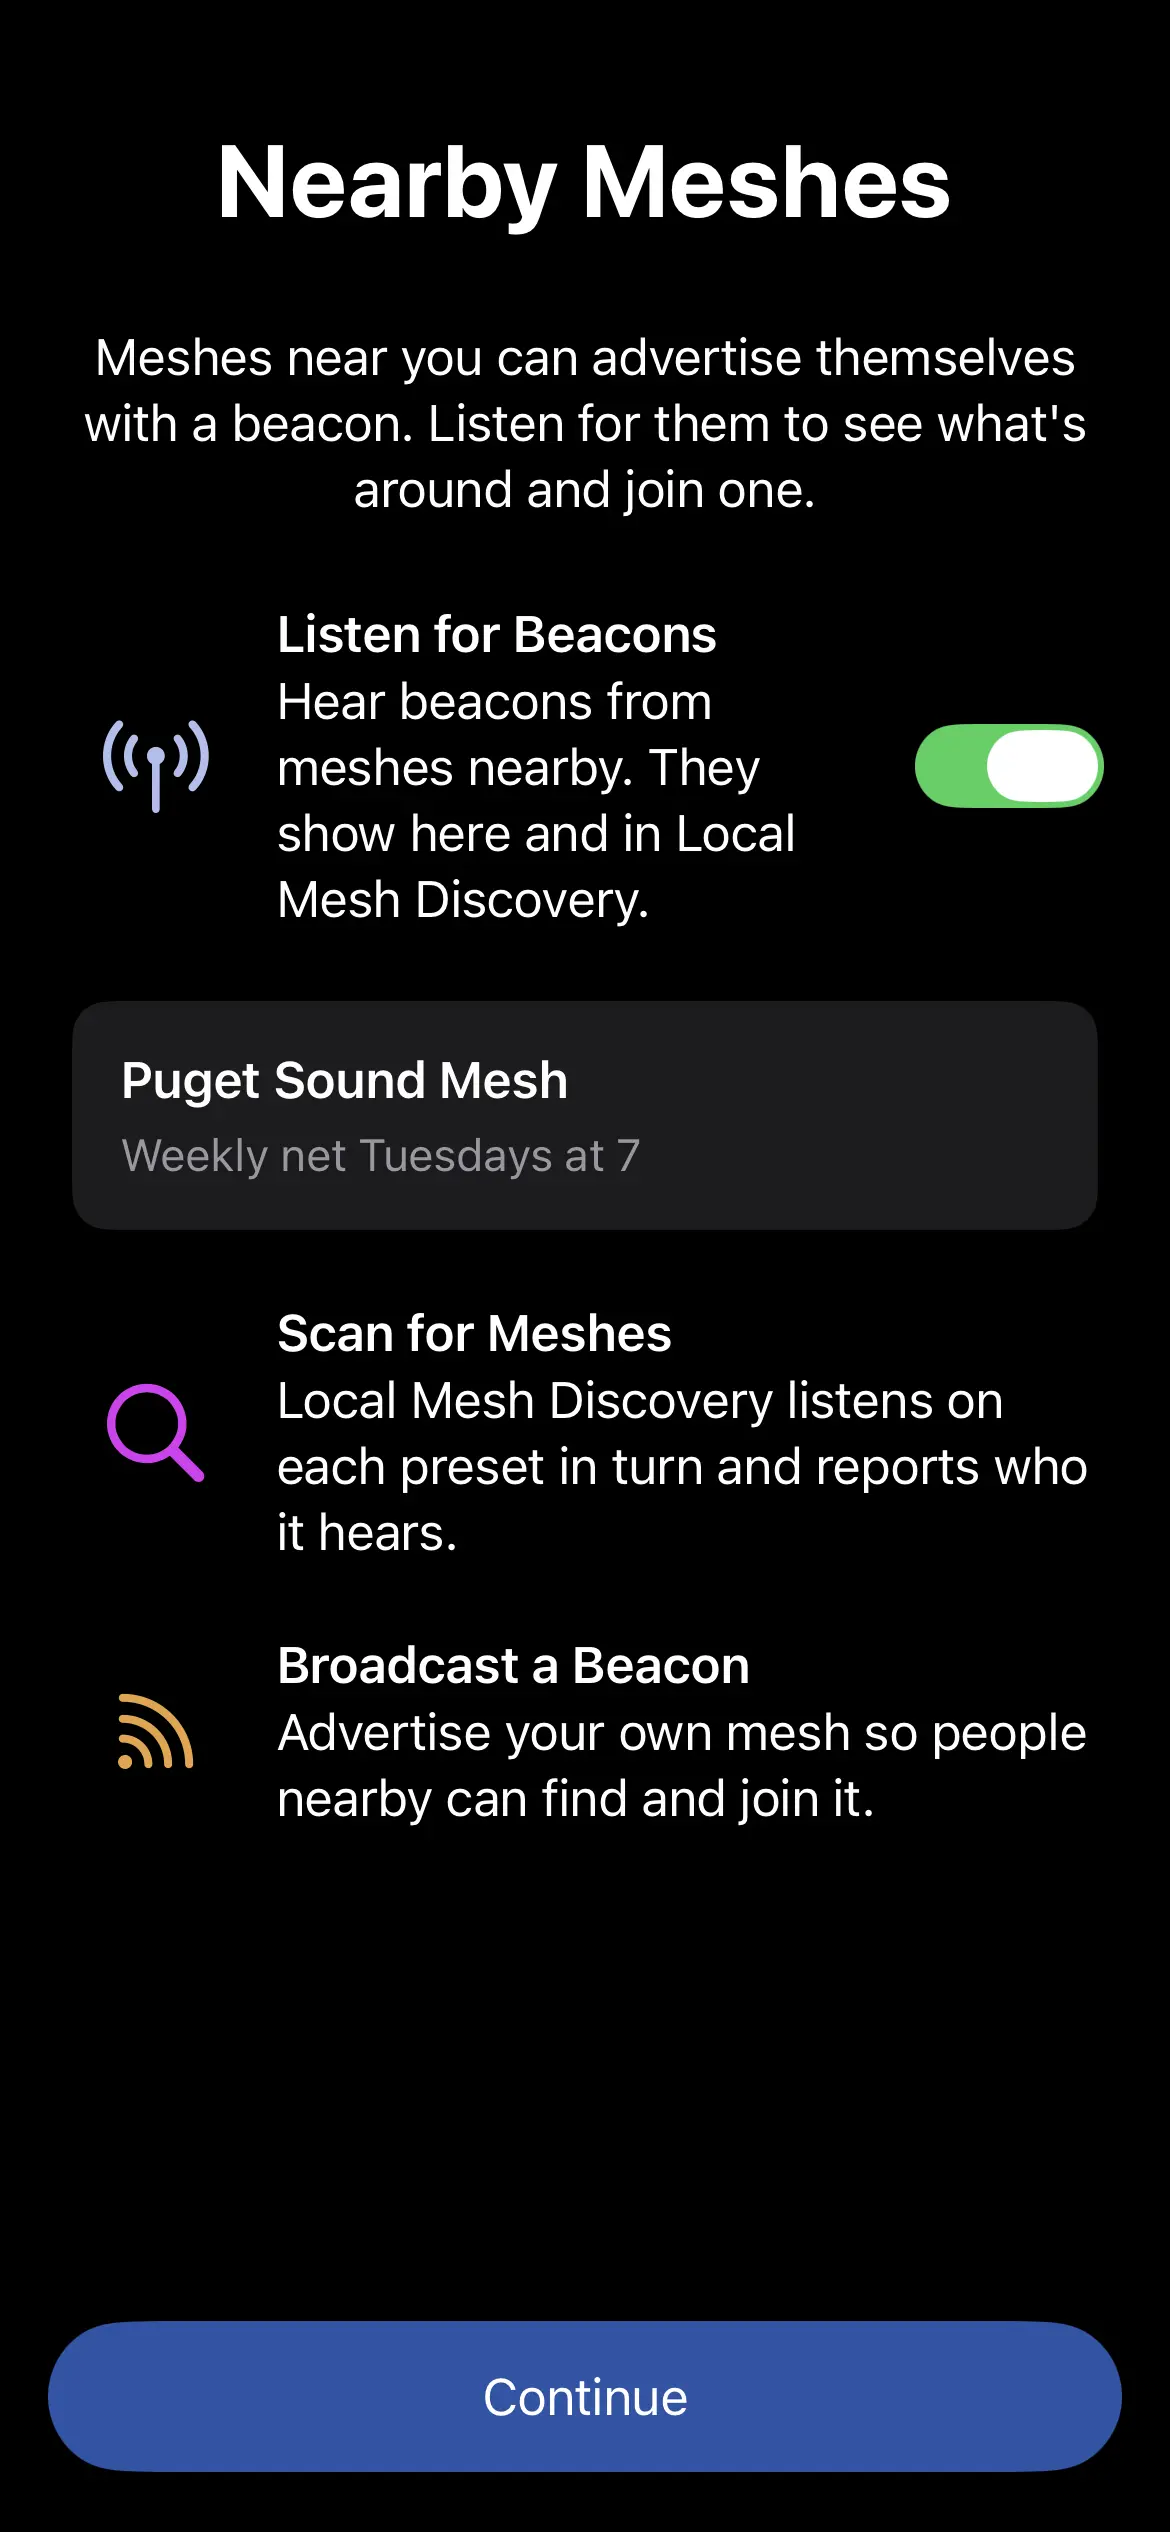 Nearby Meshes
Meshes near you can advertise themselves
with a beacon. Listen for them to see what's
around and join one.
Listen for Beacons
Hear beacons from
meshes nearby. They
show here and in Local
Mesh Discovery.
Puget Sound Mesh
Weekly net Tuesdays at 7
Scan for Meshes
Local Mesh Discovery listens on
each preset in turn and reports who
it hears.
Broadcast a Beacon
Advertise your own mesh so people
nearby can find and join it.
Continue